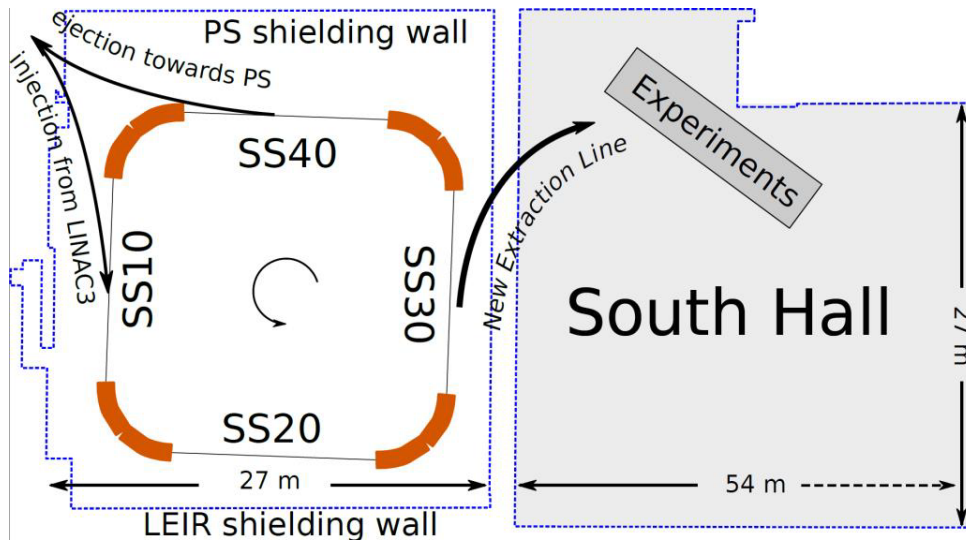 ejection towards PS
PS shielding wall
injection from LINAC3
Experiments
SS40
New Extraction Line
SS10
SS30
South Hall
27 m
SS20
27 m
54 m
LEIR shielding wall